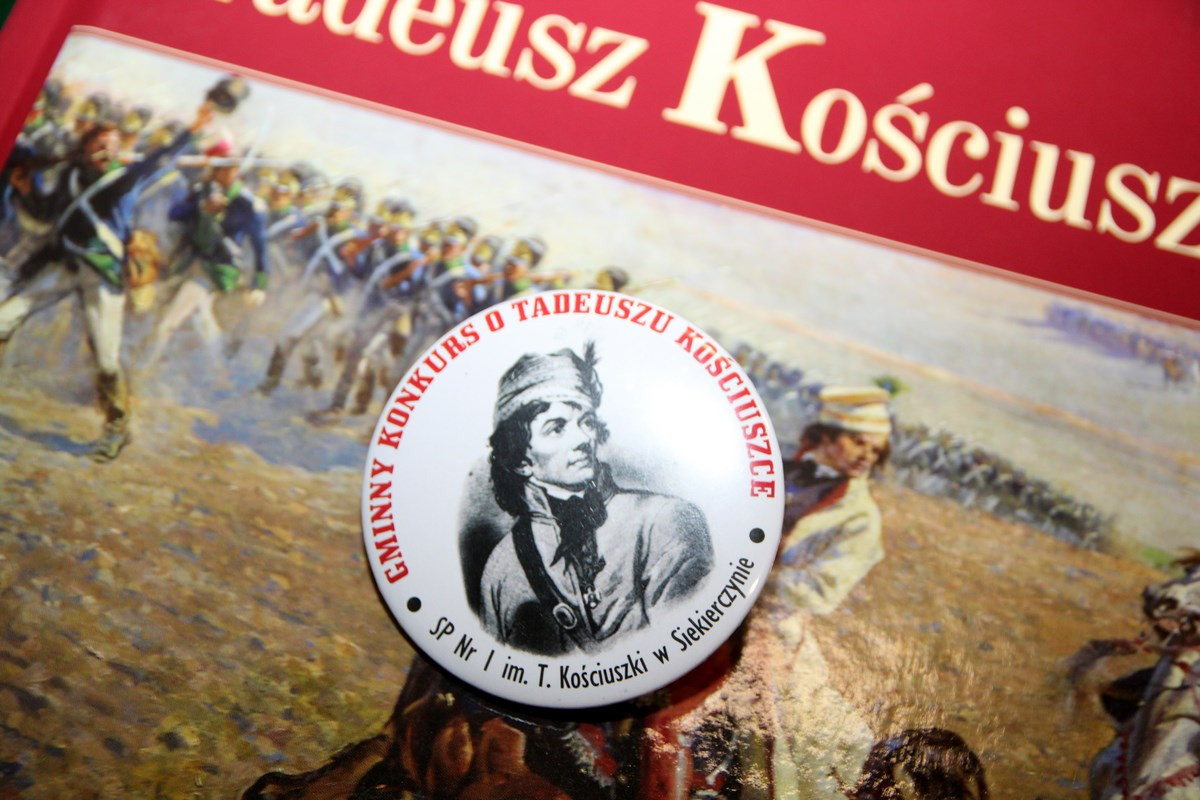 Tadeusz Kościusz
GMINNY KONKURS O TADEUSZU KOŚCIUSZCE
SP Nr 1 im. T. Kościuszki w Siekierczynie